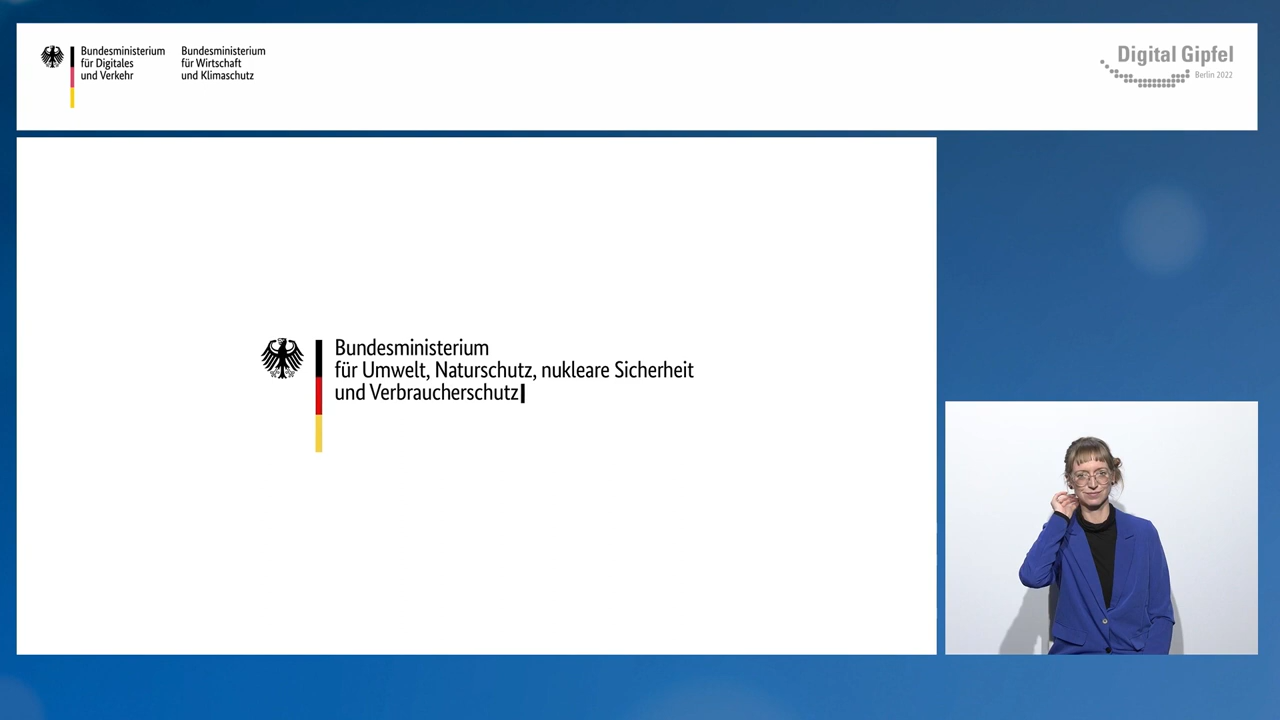 Bundesministerium
für Digitales
und Verkehr
Bundesministerium
für Wirtschaft
und Klimaschutz
Digital Gipfel
Berlin 2022
Bundesministerium
für Umwelt, Naturschutz, nukleare Sicherheit
und Verbraucherschutz